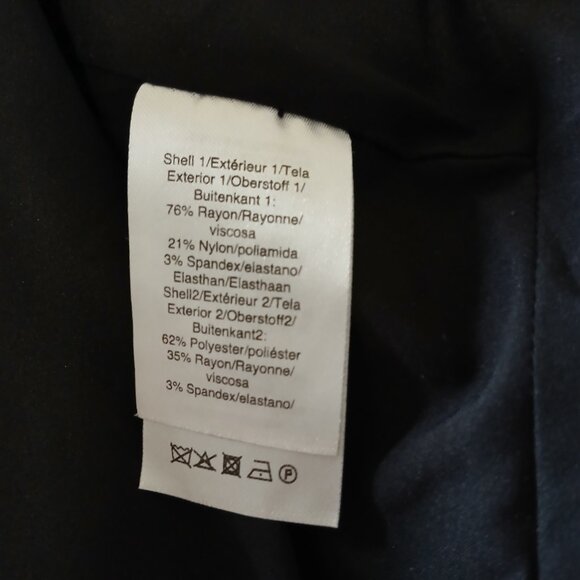 Shell 1/Extérieur 1/Tela
Exterior 1/Oberstoff 1/
Buitenkant 1:
76% Rayon/Rayonne/
viscosa
21% Nylon/poliamida
3% Spandex/elastano/
Elasthan/Elasthaan
Shell2/Extérieur 2/Tela
Exterior 2/Oberstoff2/
Buitenkant2:
62% Polyester/poliéster
35% Rayon/Rayonne/
viscosa
3% Spandex/elastano/
P